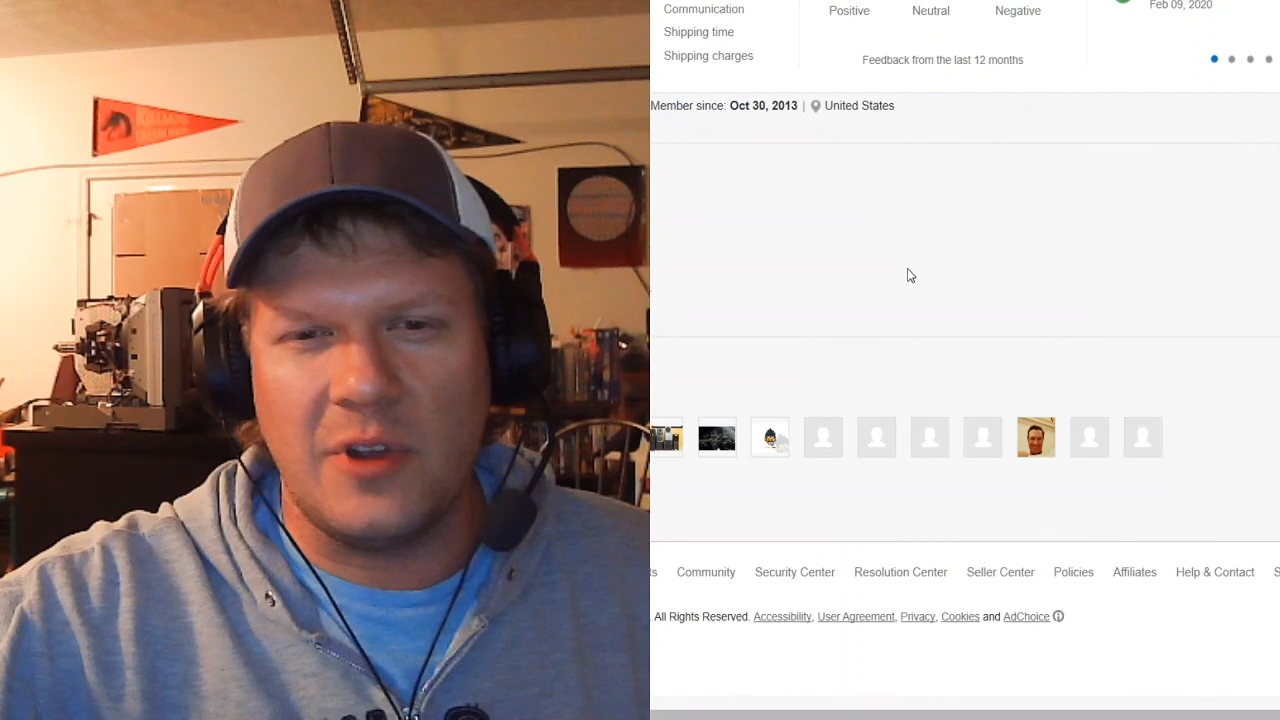 Communication
Shipping time
Shipping charges
Positive
Neutral
Negative
Feedback from the last 12 months
Feb 09, 2020
Member since: Oct 30, 2013 | United States
Community
Security Center
Resolution Center
Seller Center
Policies
Affiliates
Help & Contact
All Rights Reserved. Accessibility, User Agreement, Privacy, Cookies and AdChoice